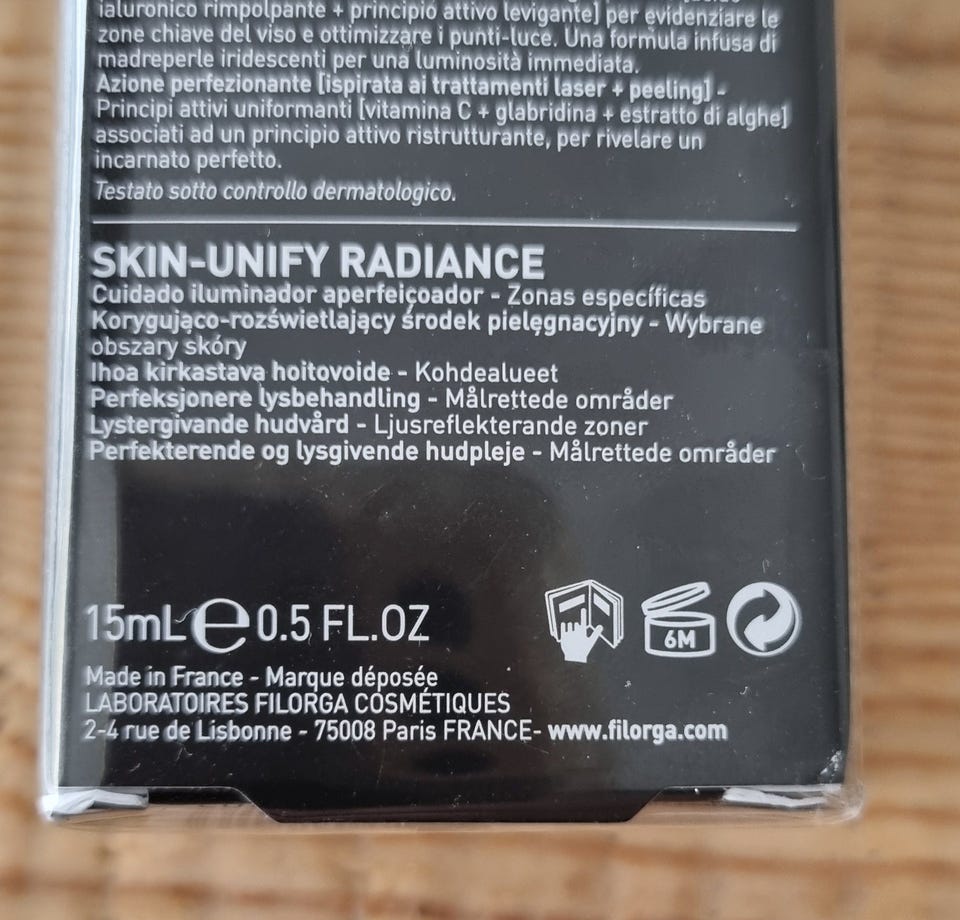 ialuronico rimpolpante + principio attivo levigante] per evidenziare le
zone chiave del viso e ottimizzare i punti-luce. Una formula infusa di
madreperle iridescenti per una luminosità immediata.
Azione perfezionante [ispirata ai trattamenti laser + peeling] -
Principi attivi uniformanti [vitamina C + glabridina + estratto di alghe]
associati ad un principio attivo ristrutturante, per rivelare un
incarnato perfetto.
Testato sotto controllo dermatologico.
SKIN-UNIFY RADIANCE
Cuidado iluminador aperfeiçoador - Zonas específicas
Korygująco-rozświetlający środek pielęgnacyjny - Wybrane
obszary skóry
Ihoa kirkastava hoitovoide - Kohdealueet
Perfeksjonere lysbehandling - Målrettede områder
Lystergivande hudvård - Ljusreflekterande zoner
Perfekterende og lysgivende hudpleje - Målrettede områder
15mL e 0.5 FL.OZ
6M
Made in France - Marque déposée
LABORATOIRES FILORGA COSMÉTIQUES
2-4 rue de Lisbonne - 75008 Paris FRANCE- www.filorga.com